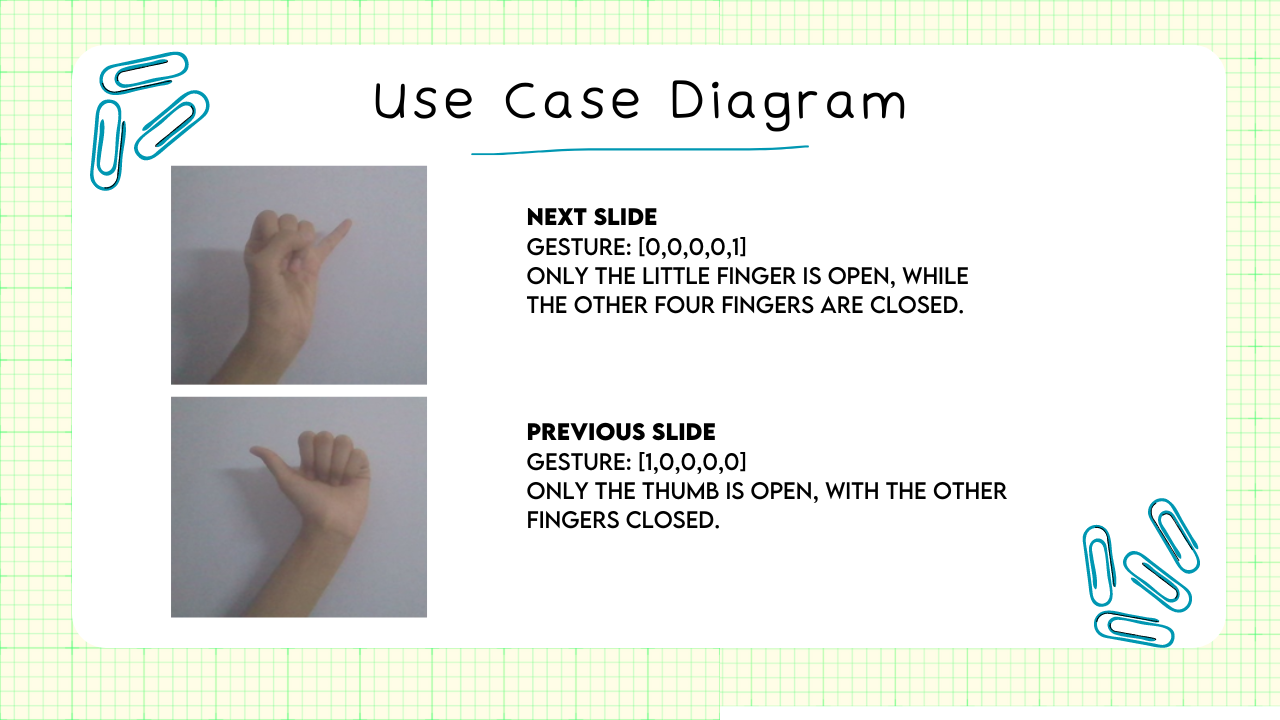 Use Case Diagram
NEXT SLIDE
GESTURE: [0,0,0,0,1]
ONLY THE LITTLE FINGER IS OPEN, WHILE
THE OTHER FOUR FINGERS ARE CLOSED.
PREVIOUS SLIDE
GESTURE: [1,0,0,0,0]
ONLY THE THUMB IS OPEN, WITH THE OTHER
FINGERS CLOSED.